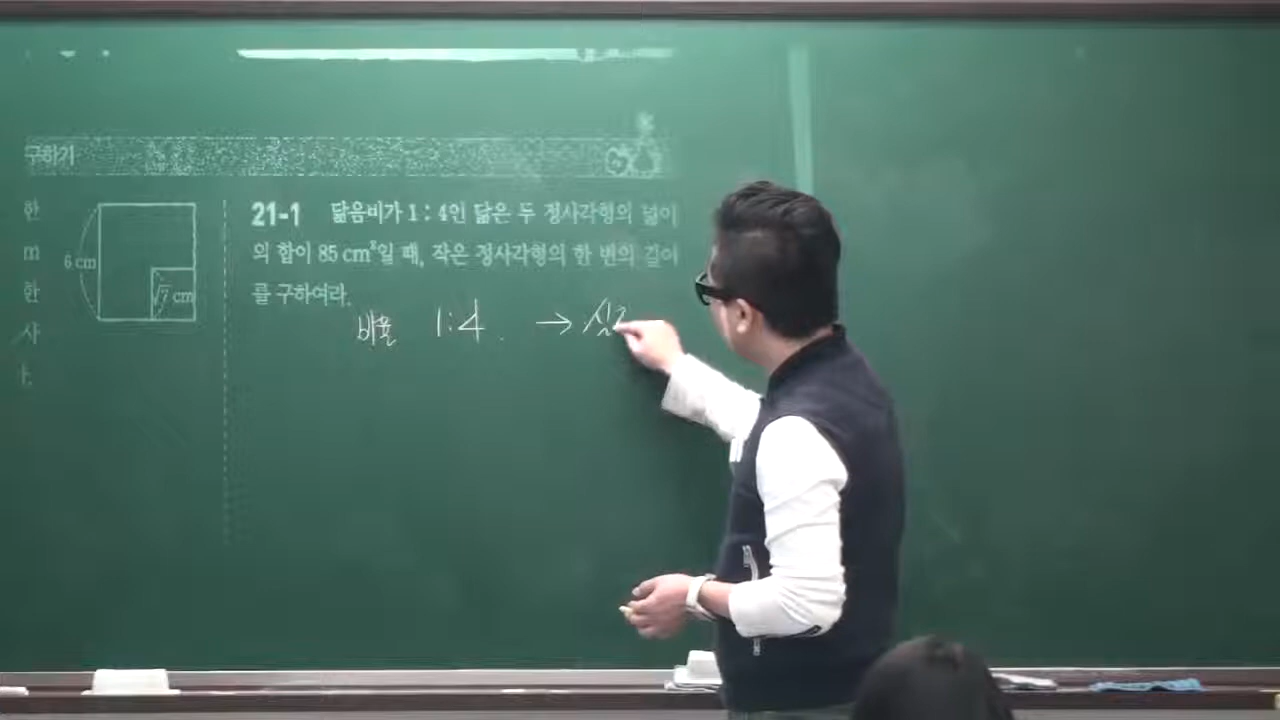 구하기
한
m
한
사
6 cm
√7 cm
21-1 닮음비가 1 : 4인 닮은 두 정사각형의 넓이
의 합이 85 cm²일 때, 작은 정사각형의 한 변의 길이
를 구하여라.
비율 1:4 →